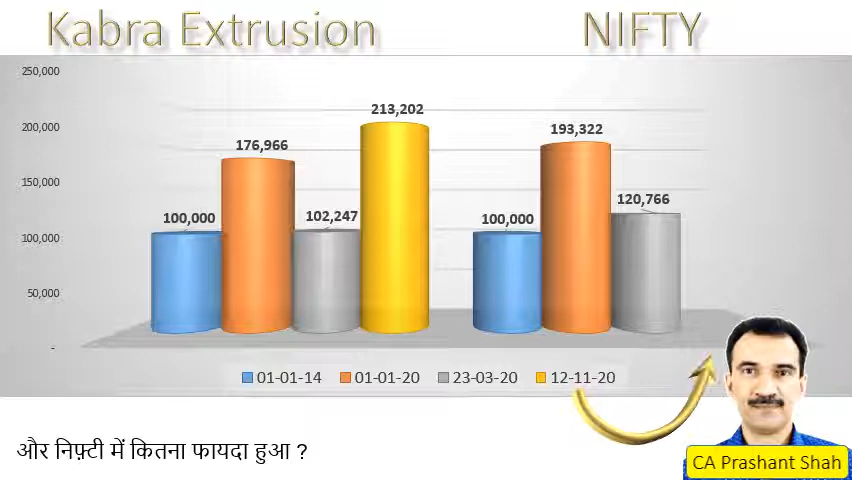 Kabra Extrusion NIFTY
250,000
200,000
150,000
100,000
50,000
-
100,000 176,966 102,247 213,202
100,000 193,322 120,766
01-01-14 01-01-20 23-03-20 12-11-20
और निफ़्टी में कितना फायदा हुआ ?
CA Prashant Shah